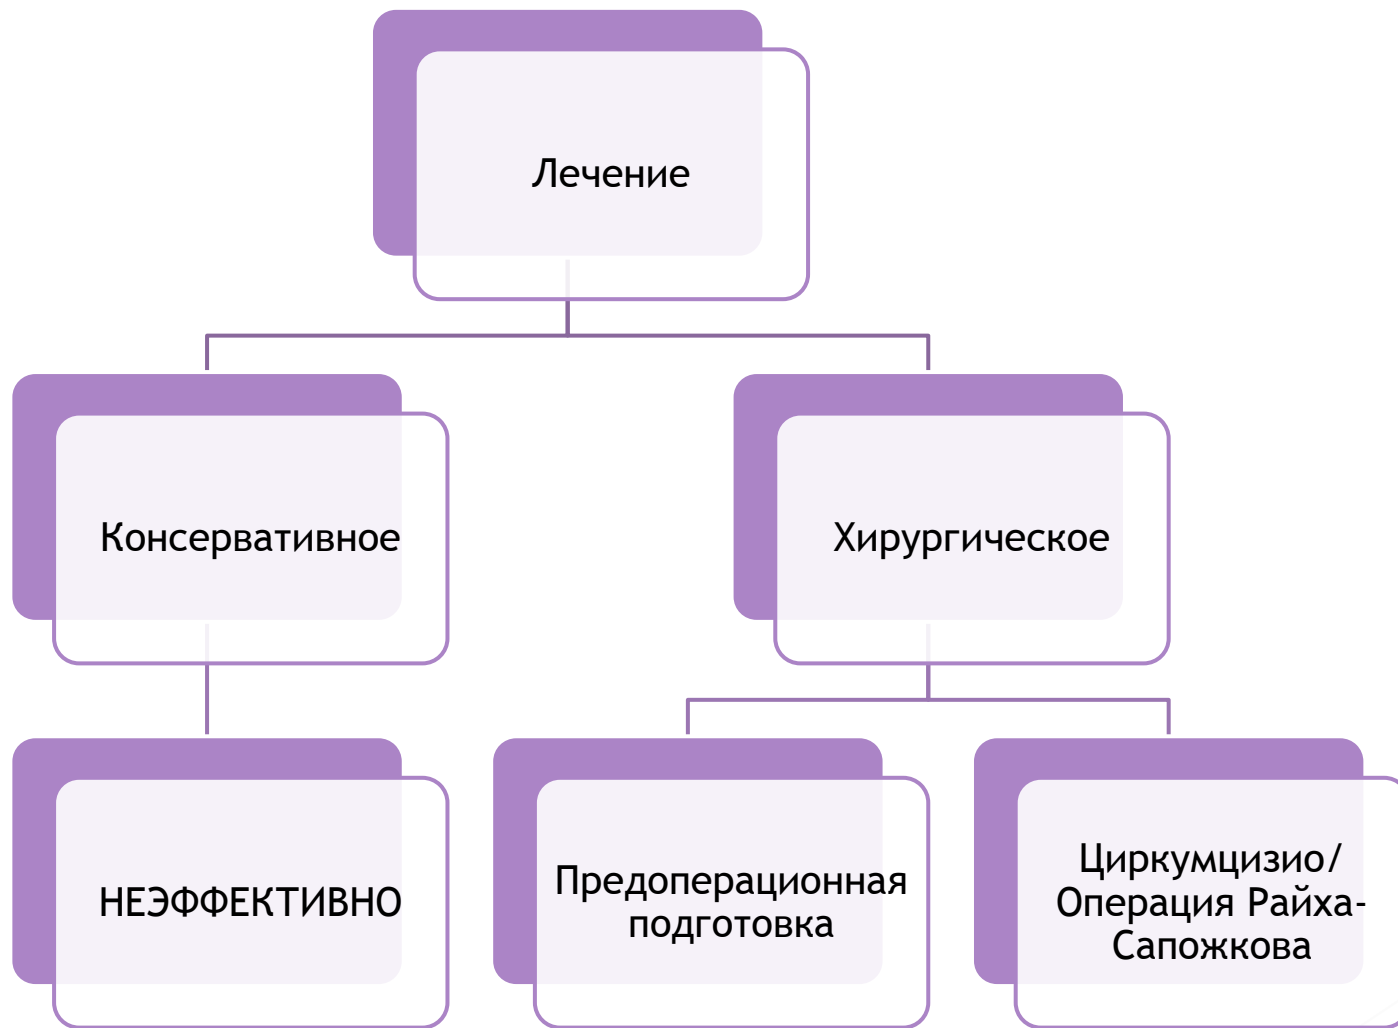 Лечение
Консервативное
Хирургическое
НЕЭФФЕКТИВНО
Предоперационная
подготовка
Циркумцизио/
Операция Райха-
Сапожкова